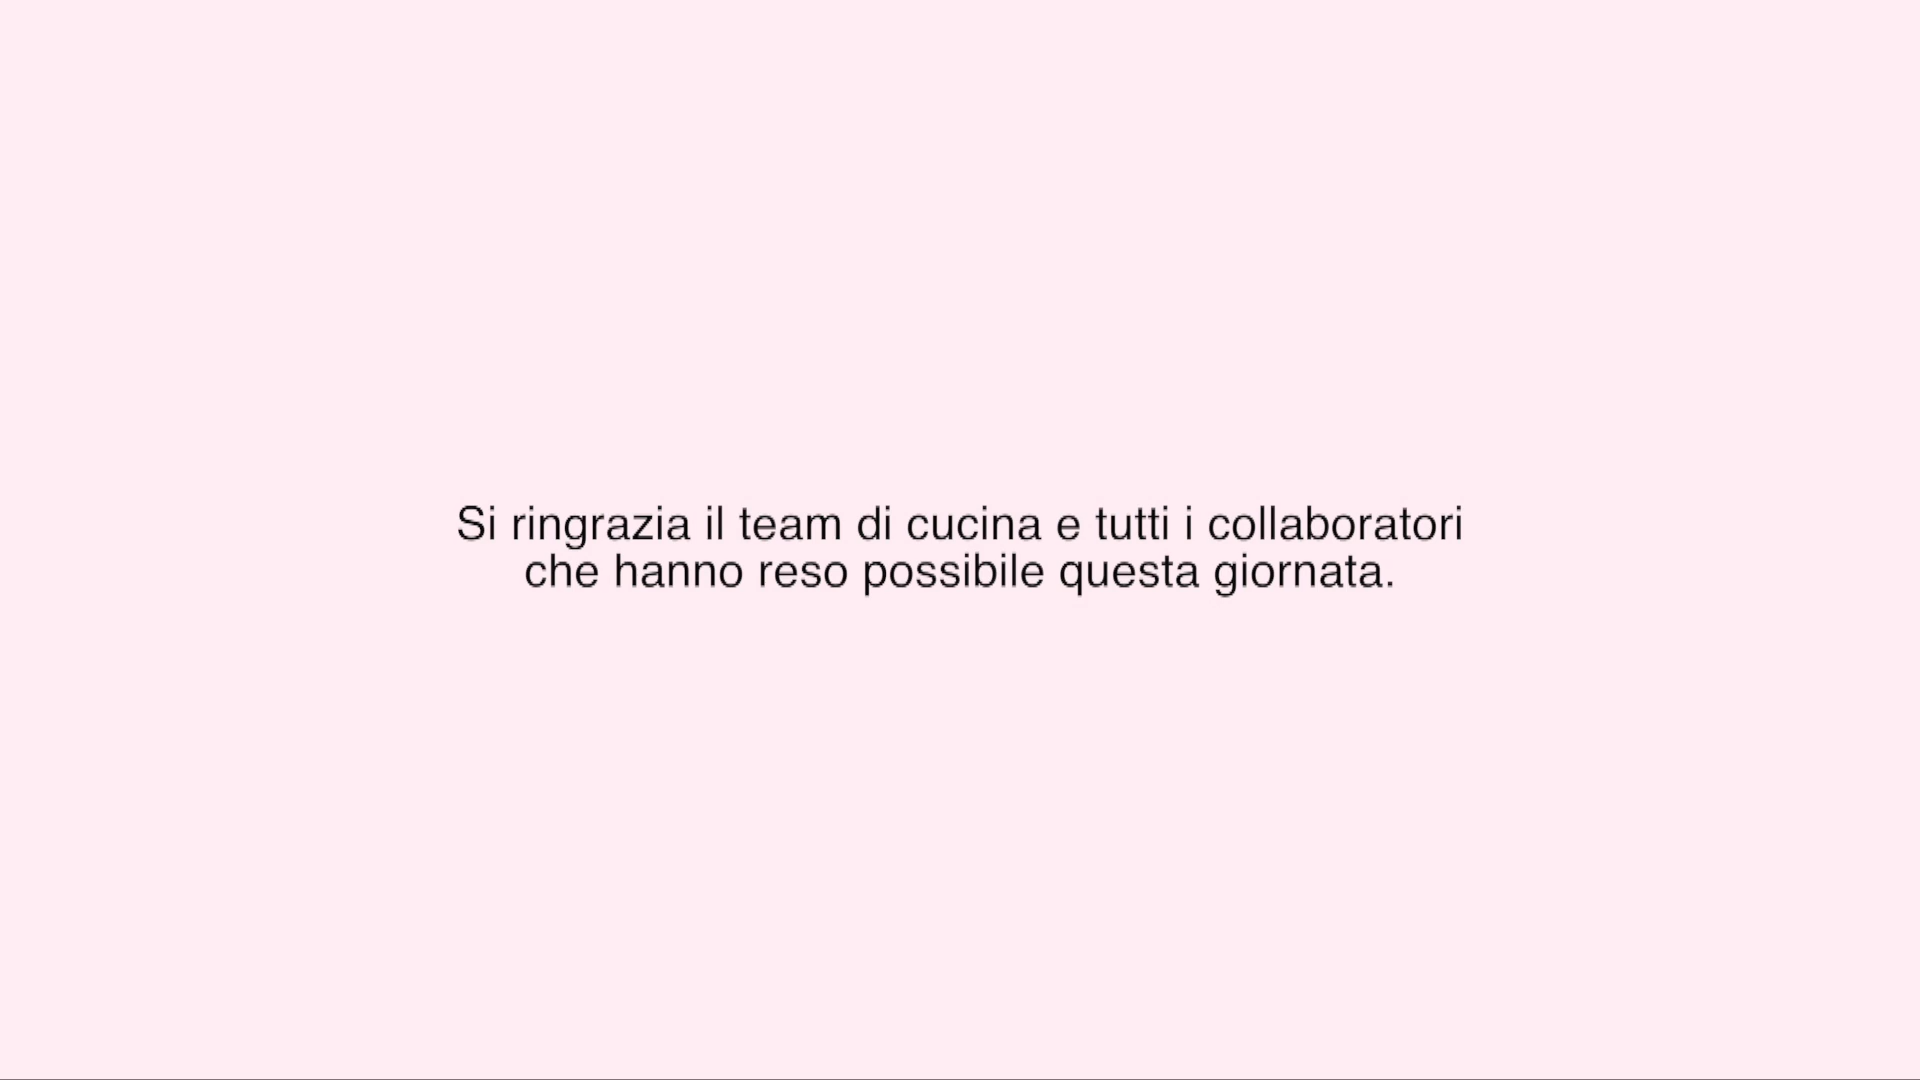 Si ringrazia il team di cucina e tutti i collaboratori
che hanno reso possibile questa giornata.